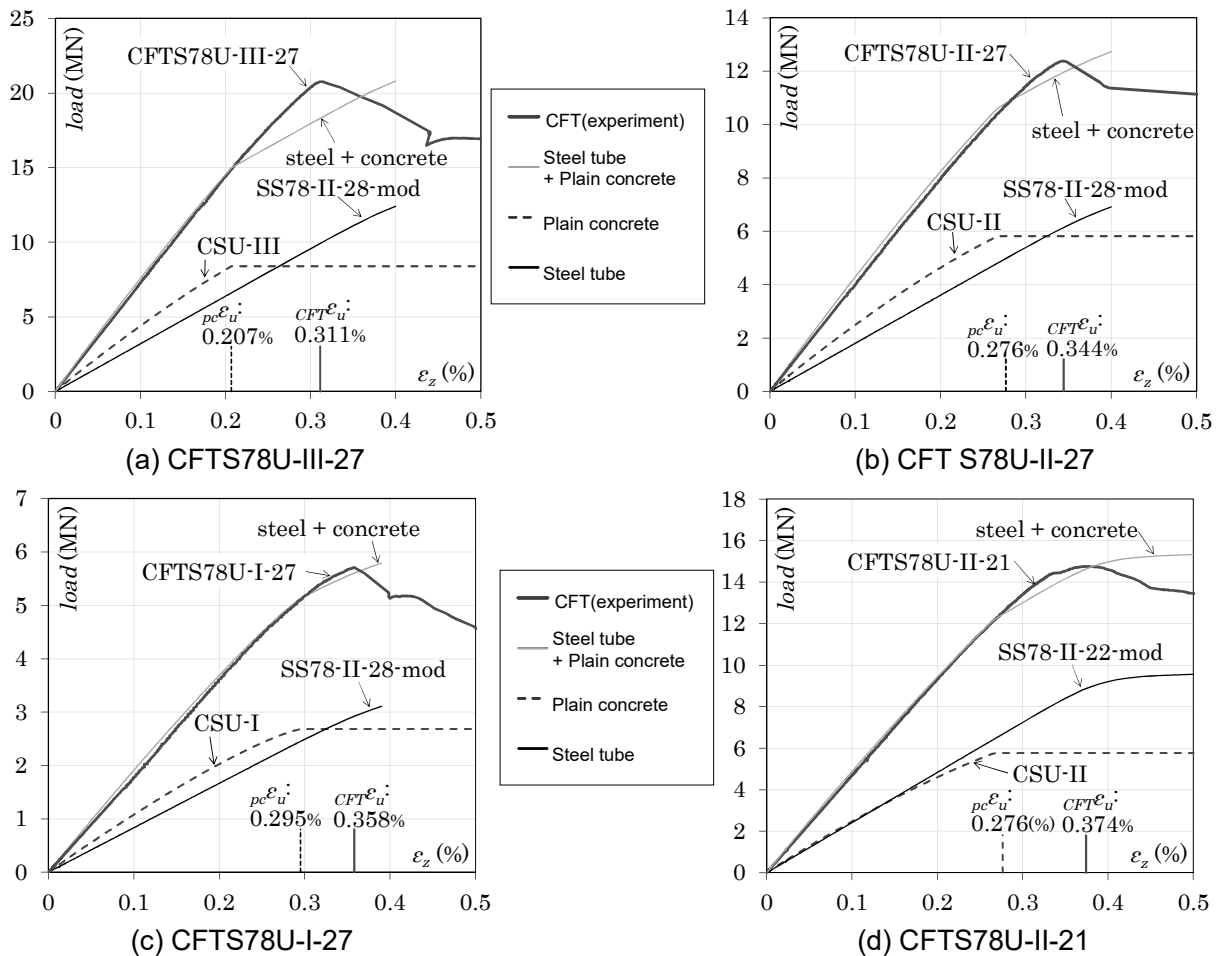 load (MN)
25
20
15
10
5
0
CFTS78U-III-27
steel + concrete
SS78-II-28-mod
CSU-III
pcεu:
0.207%
CFTεu:
0.311%
εz (%)
0 0.1 0.2 0.3 0.4 0.5
(a) CFTS78U-III-27
CFT(experiment)
Steel tube
+ Plain concrete
Plain concrete
Steel tube
load (MN)
14
12
10
8
6
4
2
0
CFTS78U-II-27
steel + concrete
SS78-II-28-mod
CSU-II
pcεu:
0.276%
CFTεu:
0.344%
εz (%)
0 0.1 0.2 0.3 0.4 0.5
(b) CFT S78U-II-27
load (MN)
7
6
5
4
3
2
1
0
steel + concrete
CFTS78U-I-27
SS78-II-28-mod
CSU-I
pcεu:
0.295%
CFTεu:
0.358%
εz (%)
0 0.1 0.2 0.3 0.4 0.5
(c) CFTS78U-I-27
CFT(experiment)
Steel tube
+ Plain concrete
Plain concrete
Steel tube
load (MN)
18
16
14
12
10
8
6
4
2
0
steel + concrete
CFTS78U-II-21
SS78-II-22-mod
CSU-II
pcεu:
0.276(%)
CFTεu:
0.374%
εz (%)
0 0.1 0.2 0.3 0.4 0.5
(d) CFTS78U-II-21